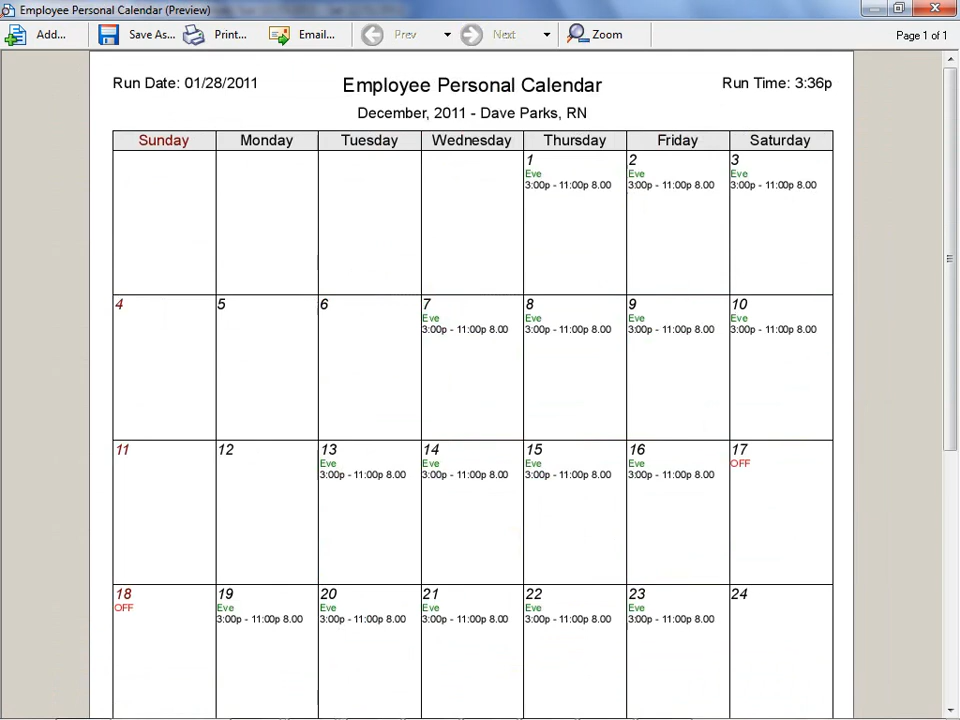 Employee Personal Calendar (Preview)
Add... Save As... Print... Email... Prev Next Zoom Page 1 of 1
Run Date: 01/28/2011 Employee Personal Calendar Run Time: 3:36p
December, 2011 - Dave Parks, RN
Sunday Monday Tuesday Wednesday Thursday Friday Saturday
1 2 3
Eve Eve Eve
3:00p - 11:00p 8.00 3:00p - 11:00p 8.00 3:00p - 11:00p 8.00
4 5 6 7 8 9 10
Eve Eve Eve Eve
3:00p - 11:00p 8.00 3:00p - 11:00p 8.00 3:00p - 11:00p 8.00 3:00p - 11:00p 8.00
11 12 13 14 15 16 17
Eve Eve Eve Eve OFF
3:00p - 11:00p 8.00 3:00p - 11:00p 8.00 3:00p - 11:00p 8.00 3:00p - 11:00p 8.00
18 19 20 21 22 23 24
OFF Eve Eve Eve Eve Eve
3:00p - 11:00p 8.00 3:00p - 11:00p 8.00 3:00p - 11:00p 8.00 3:00p - 11:00p 8.00 3:00p - 11:00p 8.00